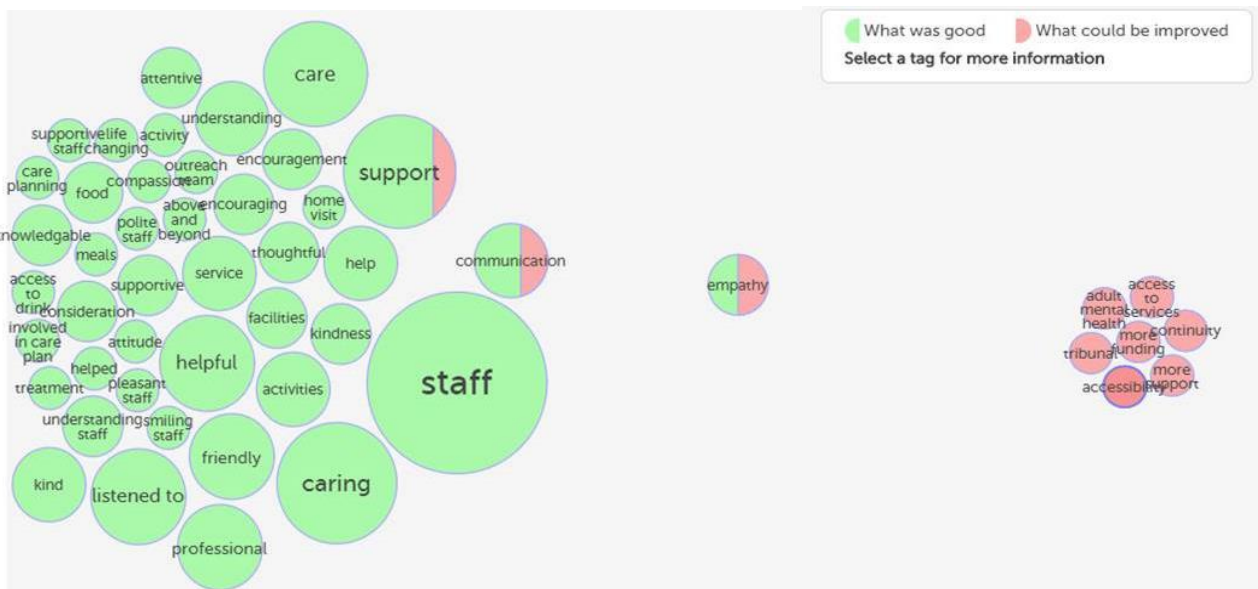 What was good
What could be improved
Select a tag for more information
care
attentive
understanding
supportive
staff
life
changing
activity
encouragement
support
care
planning
food
compassion
outreach
team
encouraging
home
visit
above
and
beyond
polite
staff
knowledgable
meals
thoughtful
help
communication
service
supportive
access
to
drink
consideration
empathy
facilities
kindness
involved
in care
plan
attitude
helpful
staff
helped
activities
treatment
pleasant
staff
understanding
staff
smiling
staff
friendly
caring
kind
listened to
professional
adult
mental
health
access
to
services
continuity
more
funding
tribunal
more
support
accessibility